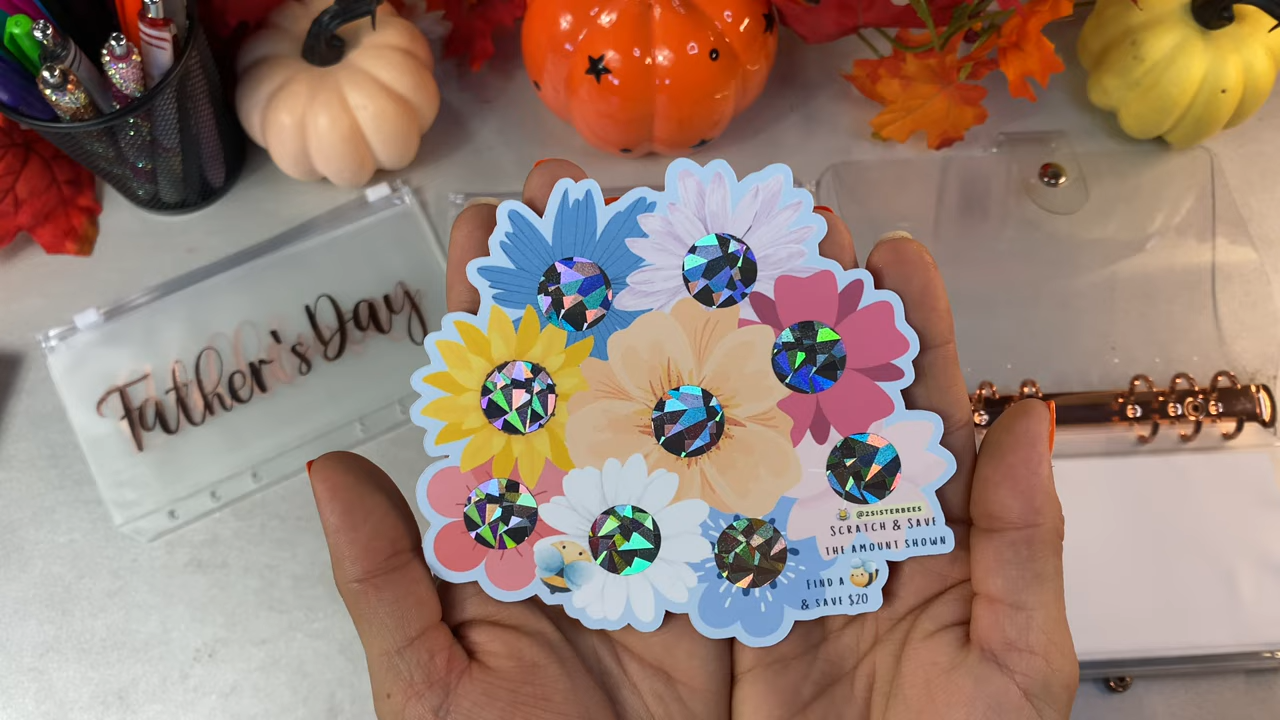 Father's Day
@2SISTERBEES
SCRATCH & SAVE
THE AMOUNT SHOWN
FIND A
& SAVE $20